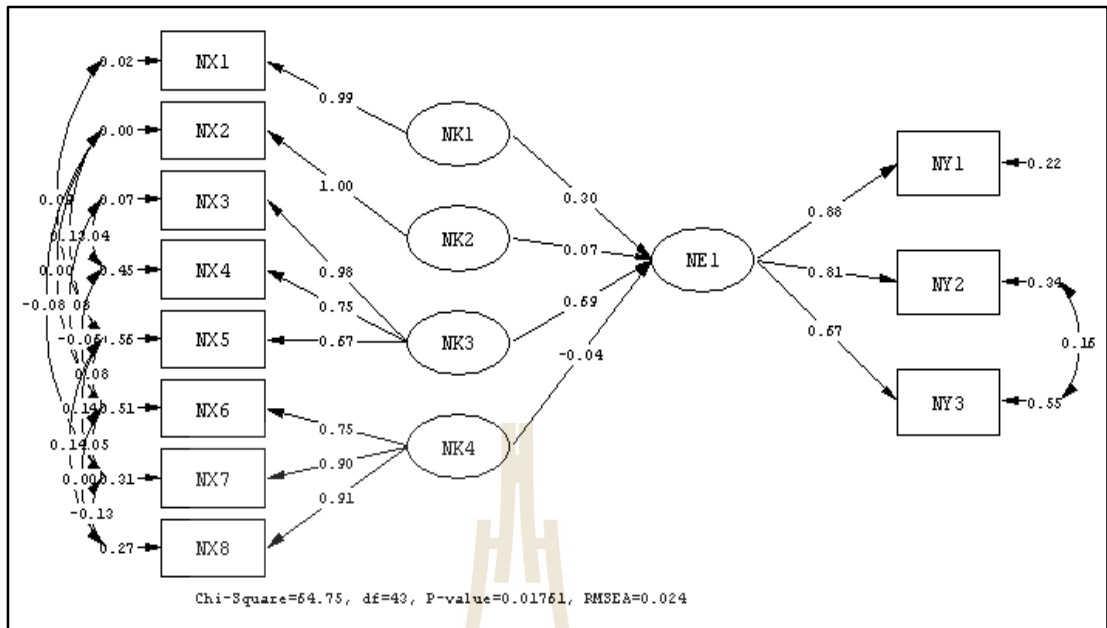 0.02 NX1
0.99
NK1
0.00 NX2
NY1 0.22
1.00
0.30
0.88
0.07 NX3
NK2 0.07
NE1
0.81 NY2 0.34
0.45 NX4
0.98
0.75
0.69
0.67
0.16
NX5 0.67 NK3
-0.04
NY3 0.55
0.08
0.51 NX6
0.75
NK4
0.90
0.31 NX7
0.91
-0.13
0.27 NX8
Chi-Square=64.75, df=43, P-value=0.01761, RMSEA=0.024